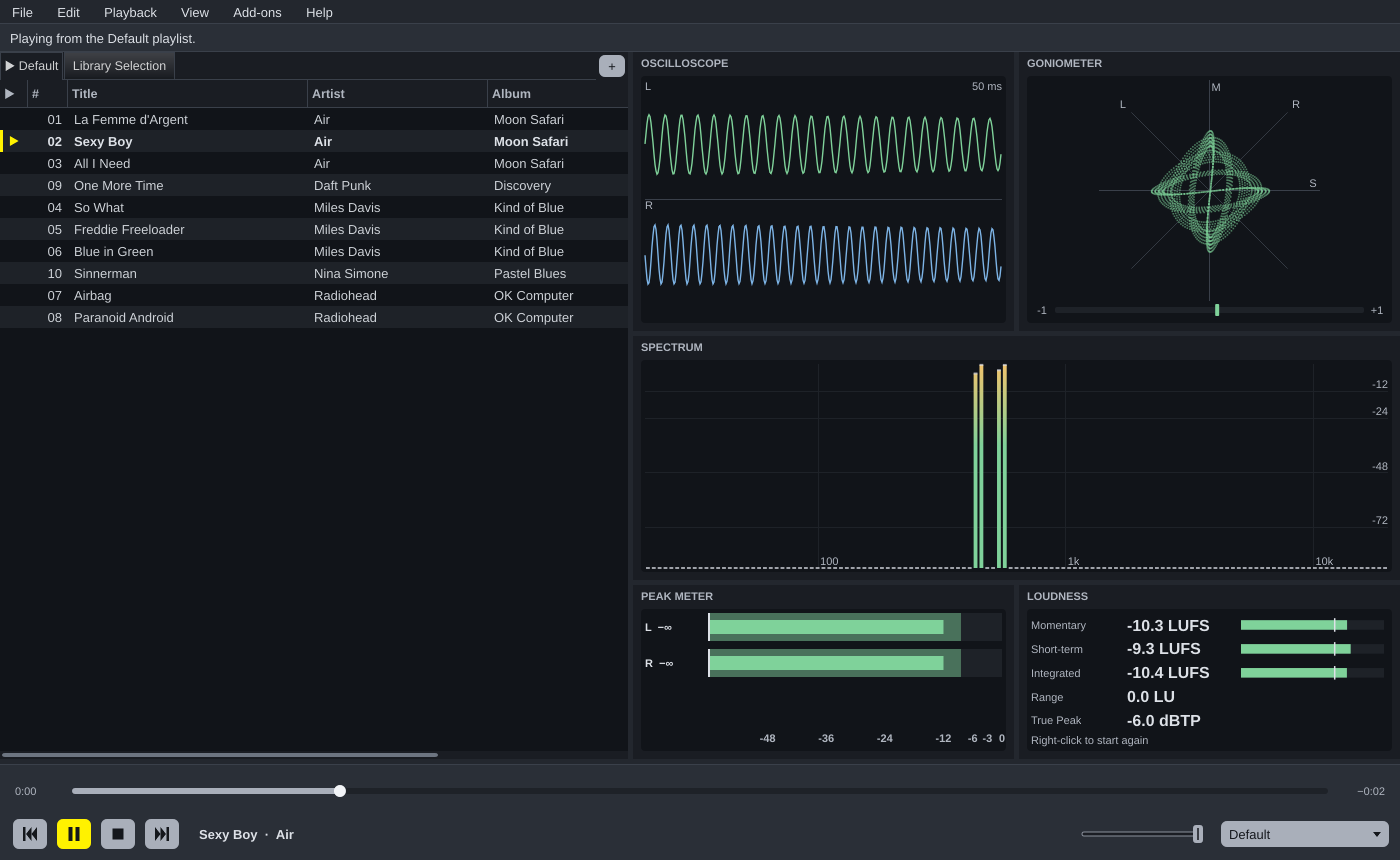 File Edit Playback View Add-ons Help
Playing from the Default playlist.
Default Library Selection +
# Title Artist Album
01 La Femme d'Argent Air Moon Safari
02 Sexy Boy Air Moon Safari
03 All I Need Air Moon Safari
09 One More Time Daft Punk Discovery
04 So What Miles Davis Kind of Blue
05 Freddie Freeloader Miles Davis Kind of Blue
06 Blue in Green Miles Davis Kind of Blue
10 Sinnerman Nina Simone Pastel Blues
07 Airbag Radiohead OK Computer
08 Paranoid Android Radiohead OK Computer
OSCILLOSCOPE
L 50 ms
R
GONIOMETER
M
L R
S
-1 +1
SPECTRUM
-12
-24
-48
-72
100 1k 10k
PEAK METER
L −∞
R −∞
-48 -36 -24 -12 -6 -3 0
LOUDNESS
Momentary -10.3 LUFS
Short-term -9.3 LUFS
Integrated -10.4 LUFS
Range 0.0 LU
True Peak -6.0 dBTP
Right-click to start again
0:00 −0:02
Sexy Boy · Air Default